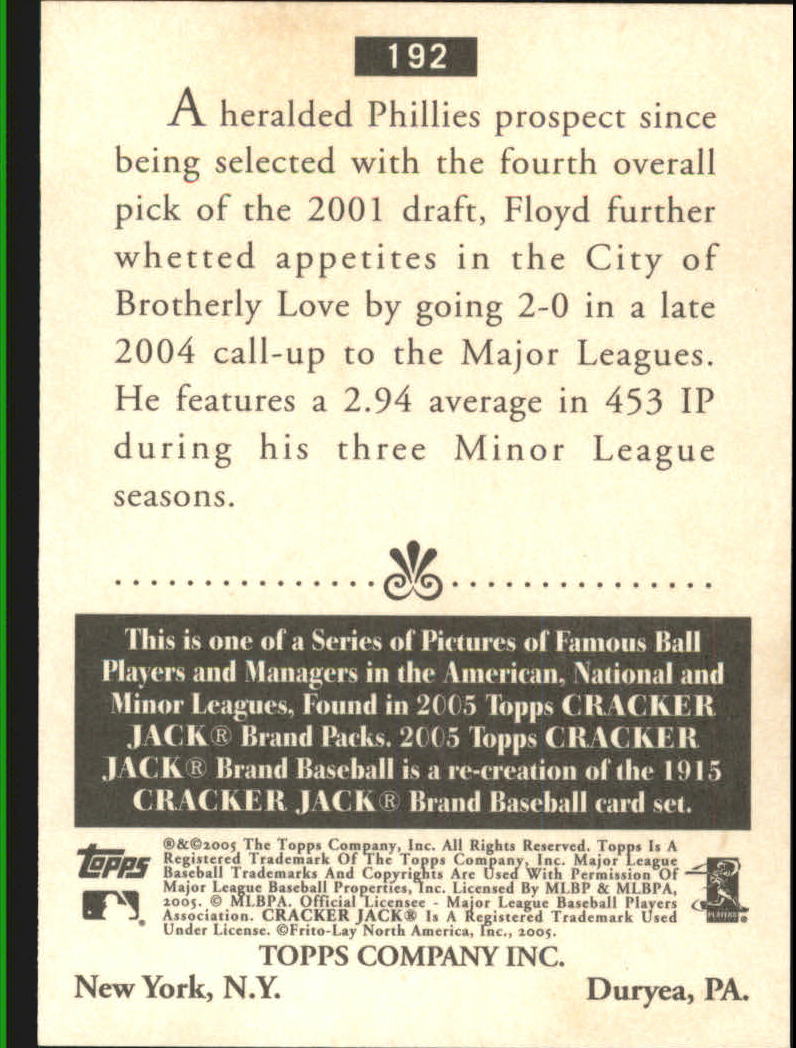 192
A heralded Phillies prospect since
being selected with the fourth overall
pick of the 2001 draft, Floyd further
whetted appetites in the City of
Brotherly Love by going 2-0 in a late
2004 call-up to the Major Leagues.
He features a 2.94 average in 453 IP
during his three Minor League
seasons.
This is one of a Series of Pictures of Famous Ball
Players and Managers in the American, National and
Minor Leagues, Found in 2005 Topps CRACKER
JACK® Brand Packs. 2005 Topps CRACKER
JACK® Brand Baseball is a re-creation of the 1915
CRACKER JACK® Brand Baseball card set.
Topps
®&©2005 The Topps Company, Inc. All Rights Reserved. Topps Is A
Registered Trademark Of The Topps Company, Inc. Major League
Baseball Trademarks And Copyrights Are Used With Permission Of
Major League Baseball Properties, Inc. Licensed By MLBP & MLBPA,
2005. © MLBPA. Official Licensee - Major League Baseball Players
Association. CRACKER JACK® Is A Registered Trademark Used
Under License. ©Frito-Lay North America, Inc., 2005.
PLAYERS
TOPPS COMPANY INC.
New York, N.Y. Duryea, PA.